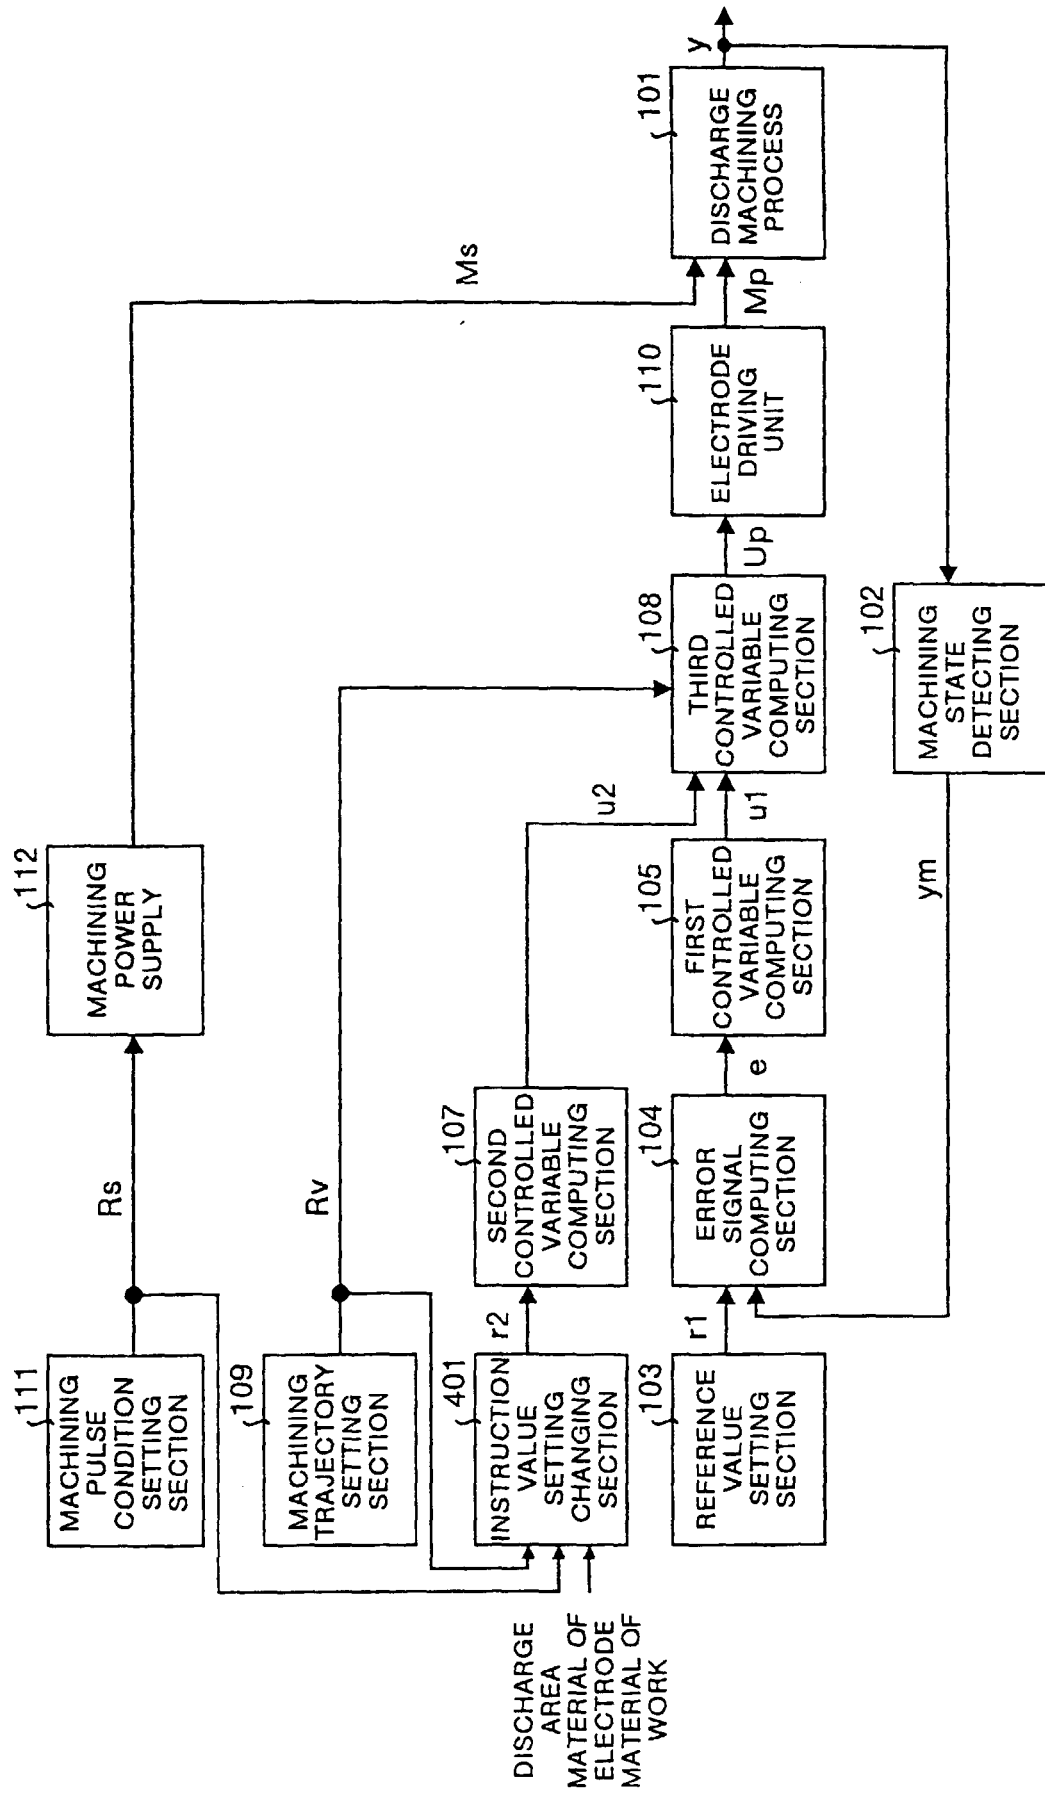 111
MACHINING
PULSE
CONDITION
SETTING
SECTION
Rs
112
MACHINING
POWER
SUPPLY
Ms
109
MACHINING
TRAJECTORY
SETTING
SECTION
Rv
DISCHARGE
AREA
MATERIAL OF
ELECTRODE
MATERIAL OF
WORK
401
INSTRUCTION
VALUE
SETTING
CHANGING
SECTION
r2
107
SECOND
CONTROLLED
VARIABLE
COMPUTING
SECTION
u2
103
REFERENCE
VALUE
SETTING
SECTION
r1
104
ERROR
SIGNAL
COMPUTING
SECTION
e
105
FIRST
CONTROLLED
VARIABLE
COMPUTING
SECTION
u1
108
THIRD
CONTROLLED
VARIABLE
COMPUTING
SECTION
Up
110
ELECTRODE
DRIVING
UNIT
Mp
101
DISCHARGE
MACHINING
PROCESS
y
ym
102
MACHINING
STATE
DETECTING
SECTION